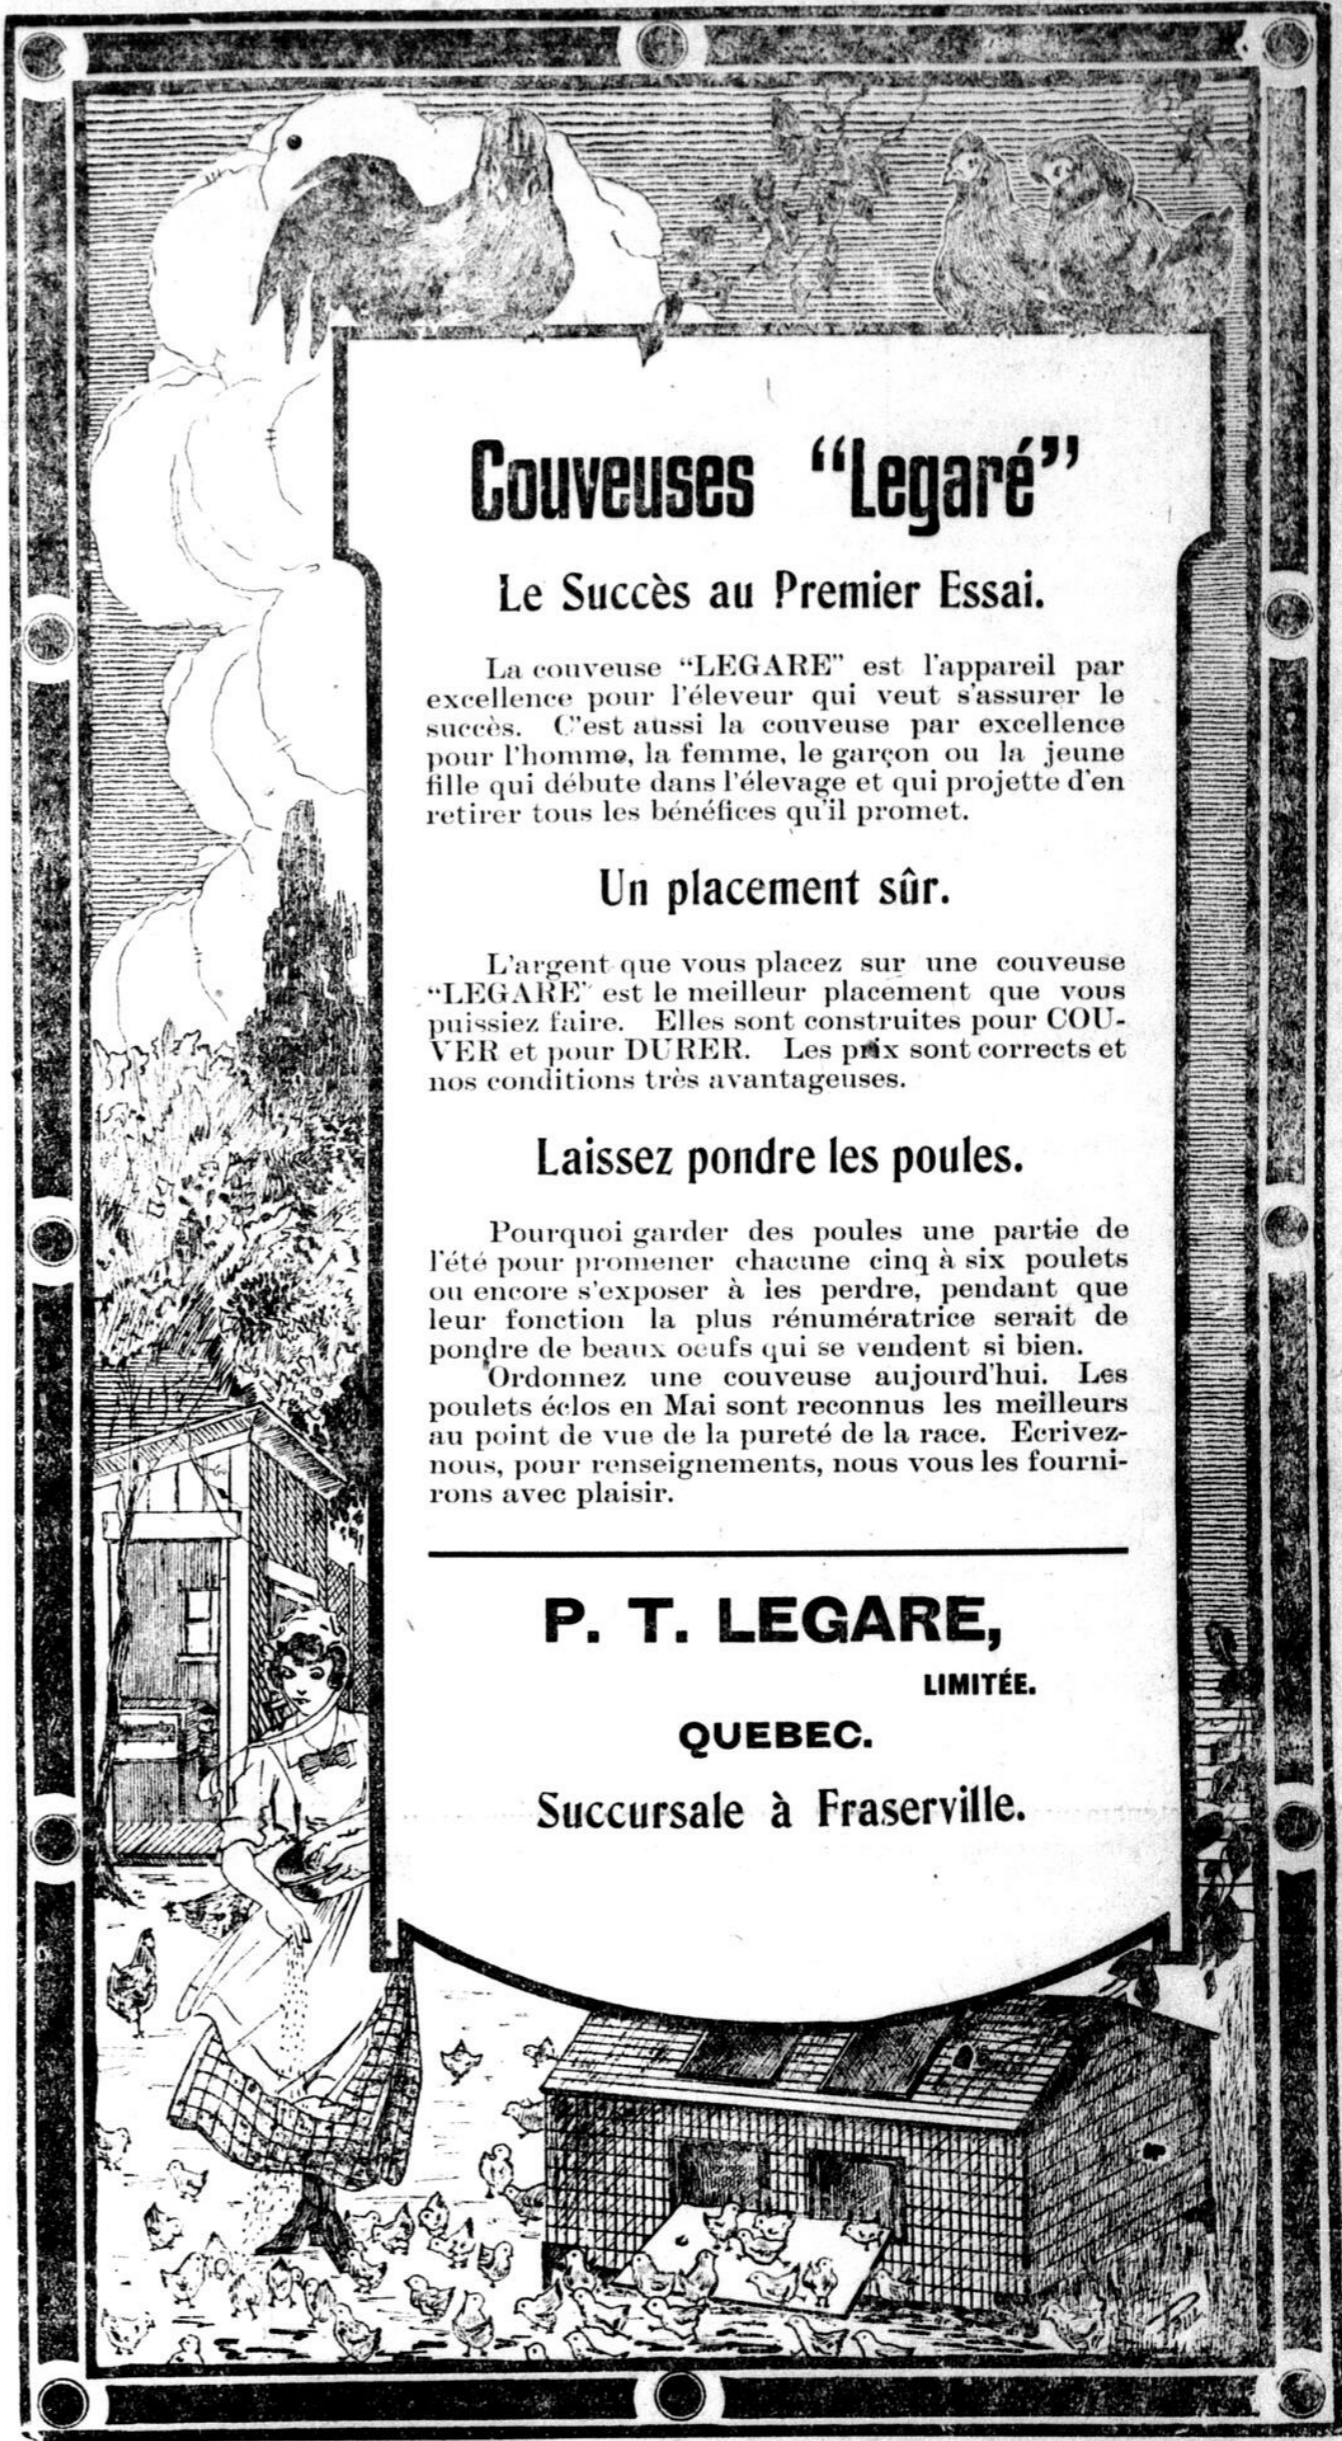 Couveuses "Legaré"
Le Succès au Premier Essai.
La couveuse "LEGARE" est l'appareil par
excellence pour l'éleveur qui veut s'assurer le
succès. C'est aussi la couveuse par excellence
pour l'homme, la femme, le garçon ou la jeune
fille qui débute dans l'élevage et qui projette d'en
retirer tous les bénéfices qu'il promet.
Un placement sûr.
L'argent que vous placez sur une couveuse
"LEGARE" est le meilleur placement que vous
puissiez faire. Elles sont construites pour COU-
VER et pour DURER. Les prix sont corrects et
nos conditions très avantageuses.
Laissez pondre les poules.
Pourquoi garder des poules une partie de
l'été pour promener chacune cinq à six poulets
ou encore s'exposer à les perdre, pendant que
leur fonction la plus rénumératrice serait de
pondre de beaux oeufs qui se vendent si bien.
Ordonnez une couveuse aujourd'hui. Les
poulets éclos en Mai sont reconnus les meilleurs
au point de vue de la pureté de la race. Ecrivez-
nous, pour renseignements, nous vous les fourni-
rons avec plaisir.
P. T. LEGARE,
LIMITÉE.
QUEBEC.
Succursale à Fraserville.